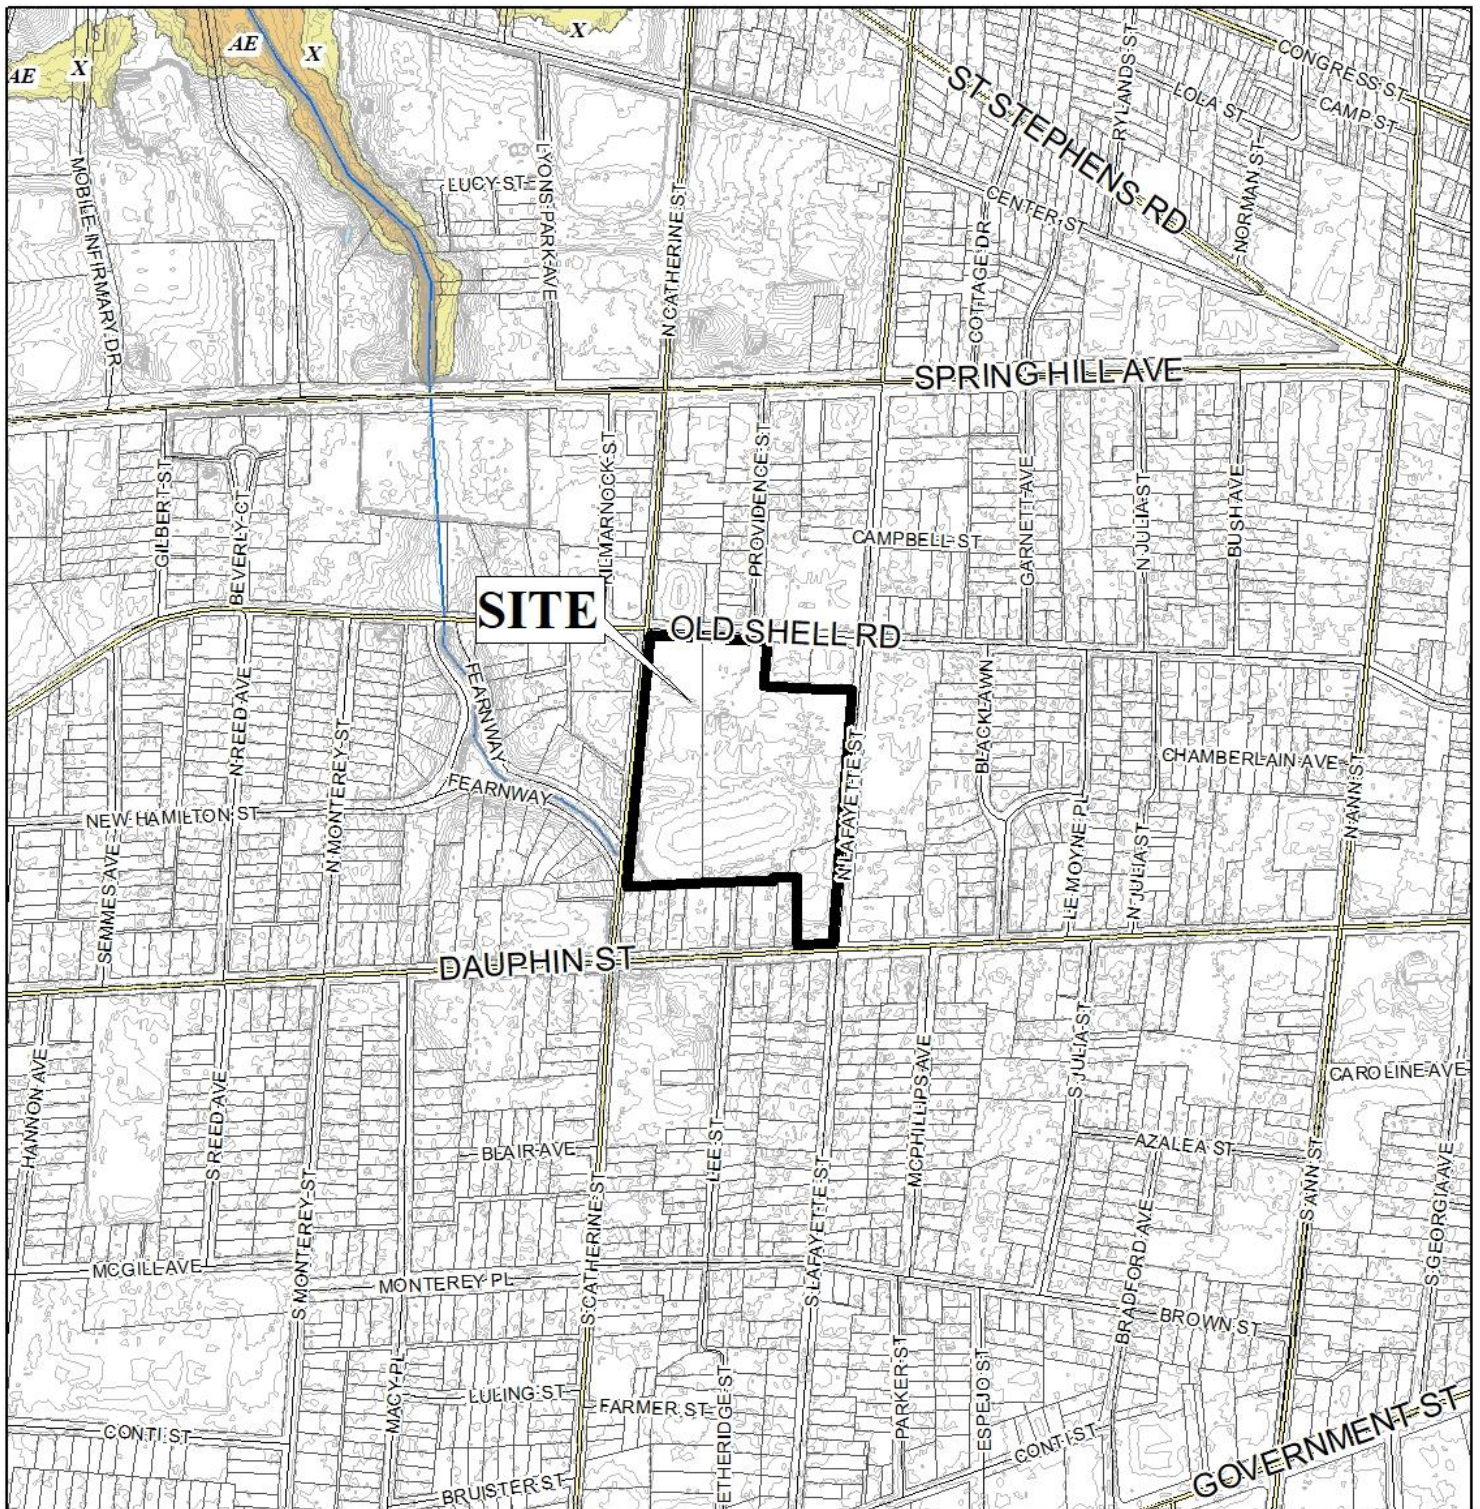 AE
X
X
AE
X
CONGRESS ST
LOLA ST
CAMP ST
RYLANDS ST
ST STEPHENS RD
NORMAN ST
CENTER ST
COTTAGE DR
MOBILE INFIRMARY DR
LUCY ST
LYONS PARK AVE
N CATHERINE ST
SPRING HILL AVE
GILBERT ST
BEVERLY CT
KILMARNOCK ST
PROVIDENCE ST
CAMPBELL ST
GARNETT AVE
N JULIA ST
BUSH AVE
SITE
OLD SHELL RD
N REED AVE
N MONTEREY ST
FEARNWAY
FEARNWAY
NEW HAMILTON ST
SEMMES AVE
N LAFAYETTE ST
BLACKLAWN
CHAMBERLAIN AVE
LE MOYNE PL
N JULIA ST
N ANN ST
DAUPHIN ST
HANNON AVE
S REED AVE
S MONTEREY ST
BLAIR AVE
S CATHERINE ST
LEE ST
S LAFAYETTE ST
MCPHILLIPS AVE
S JULIA ST
CAROLINE AVE
AZALEA ST
S ANN ST
S GEORGIA AVE
BRADFORD AVE
MCGILL AVE
MONTEREY PL
BROWN ST
MACY PL
LULING ST
FARMER ST
ETHERIDGE ST
PARKER ST
ESPEJO ST
CONTI ST
CONTI ST
BRUISTER ST
GOVERNMENT ST